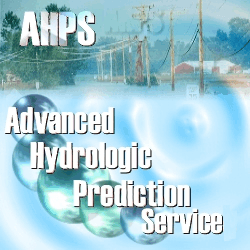 AHPS
Advanced
Hydrologic
Prediction
Service